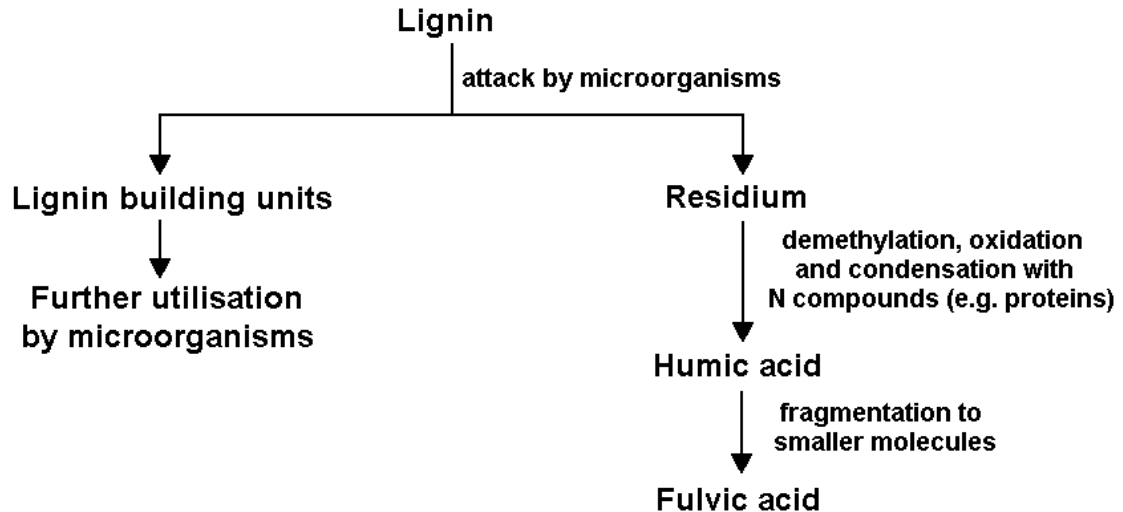 Lignin
attack by microorganisms
Lignin building units
Residium
demethylation, oxidation
and condensation with
N compounds (e.g. proteins)
Further utilisation
by microorganisms
Humic acid
fragmentation to
smaller molecules
Fulvic acid